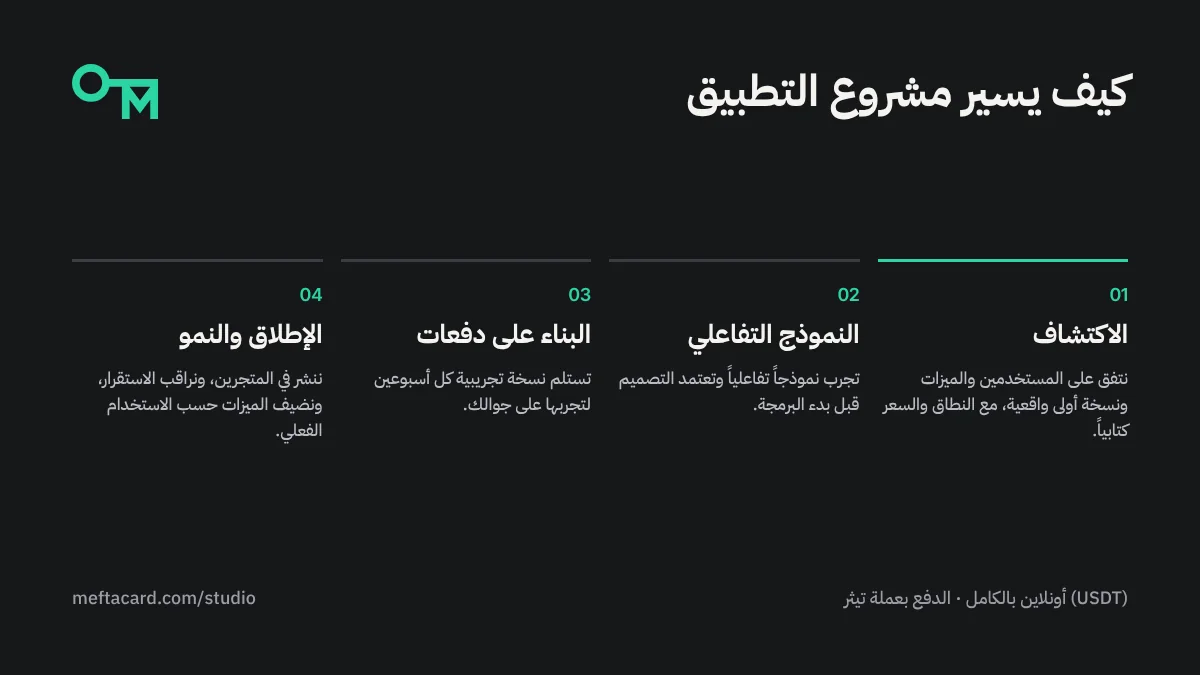 كيف يسير مشروع التطبيق
01
الاكتشاف
نتفق على المستخدمين والميزات
ونسخة أولى واقعية، مع النطاق والسعر
كتابياً.
02
النموذج التفاعلي
تجرب نموذجاً تفاعلياً وتعتمد التصميم
قبل بدء البرمجة.
03
البناء على دفعات
تستلم نسخة تجريبية كل أسبوعين
لتجربها على جوالك.
04
الإطلاق والنمو
ننشر في المتجرين، ونراقب الاستقرار،
ونضيف الميزات حسب الاستخدام
الفعلي.
(USDT) أونلاين بالكامل · الدفع بعملة تيثر
meftacard.com/studio